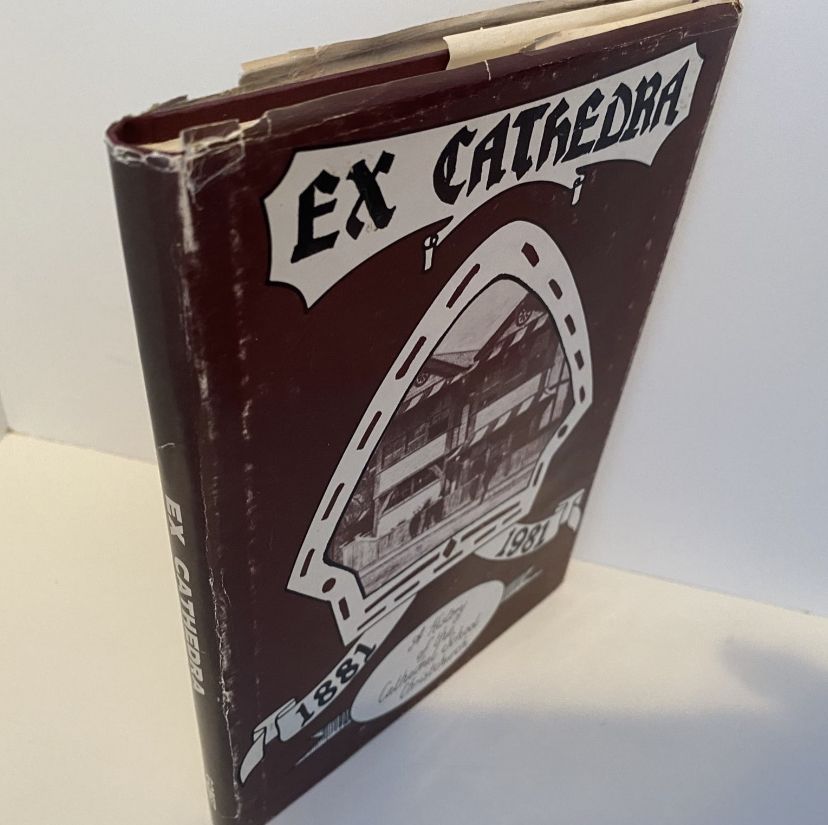 EX CATHEDRA
1981
1881
A History
of the
Cathedral School
Christchurch
EX CATHEDRA